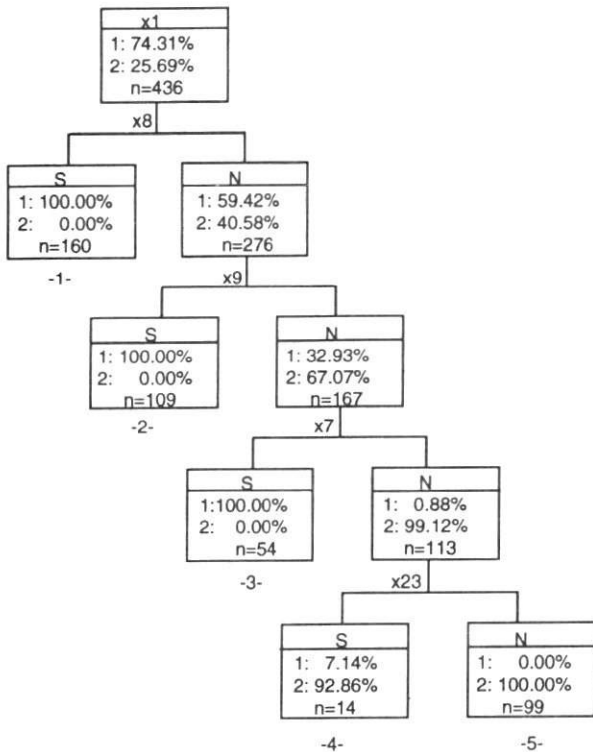 x1
1: 74.31%
2: 25.69%
n=436
x8
S
1: 100.00%
2: 0.00%
n=160
-1-
N
1: 59.42%
2: 40.58%
n=276
x9
S
1: 100.00%
2: 0.00%
n=109
-2-
N
1: 32.93%
2: 67.07%
n=167
x7
S
1:100.00%
2: 0.00%
n=54
-3-
N
1: 0.88%
2: 99.12%
n=113
x23
S
1: 7.14%
2: 92.86%
n=14
-4-
N
1: 0.00%
2: 100.00%
n=99
-5-